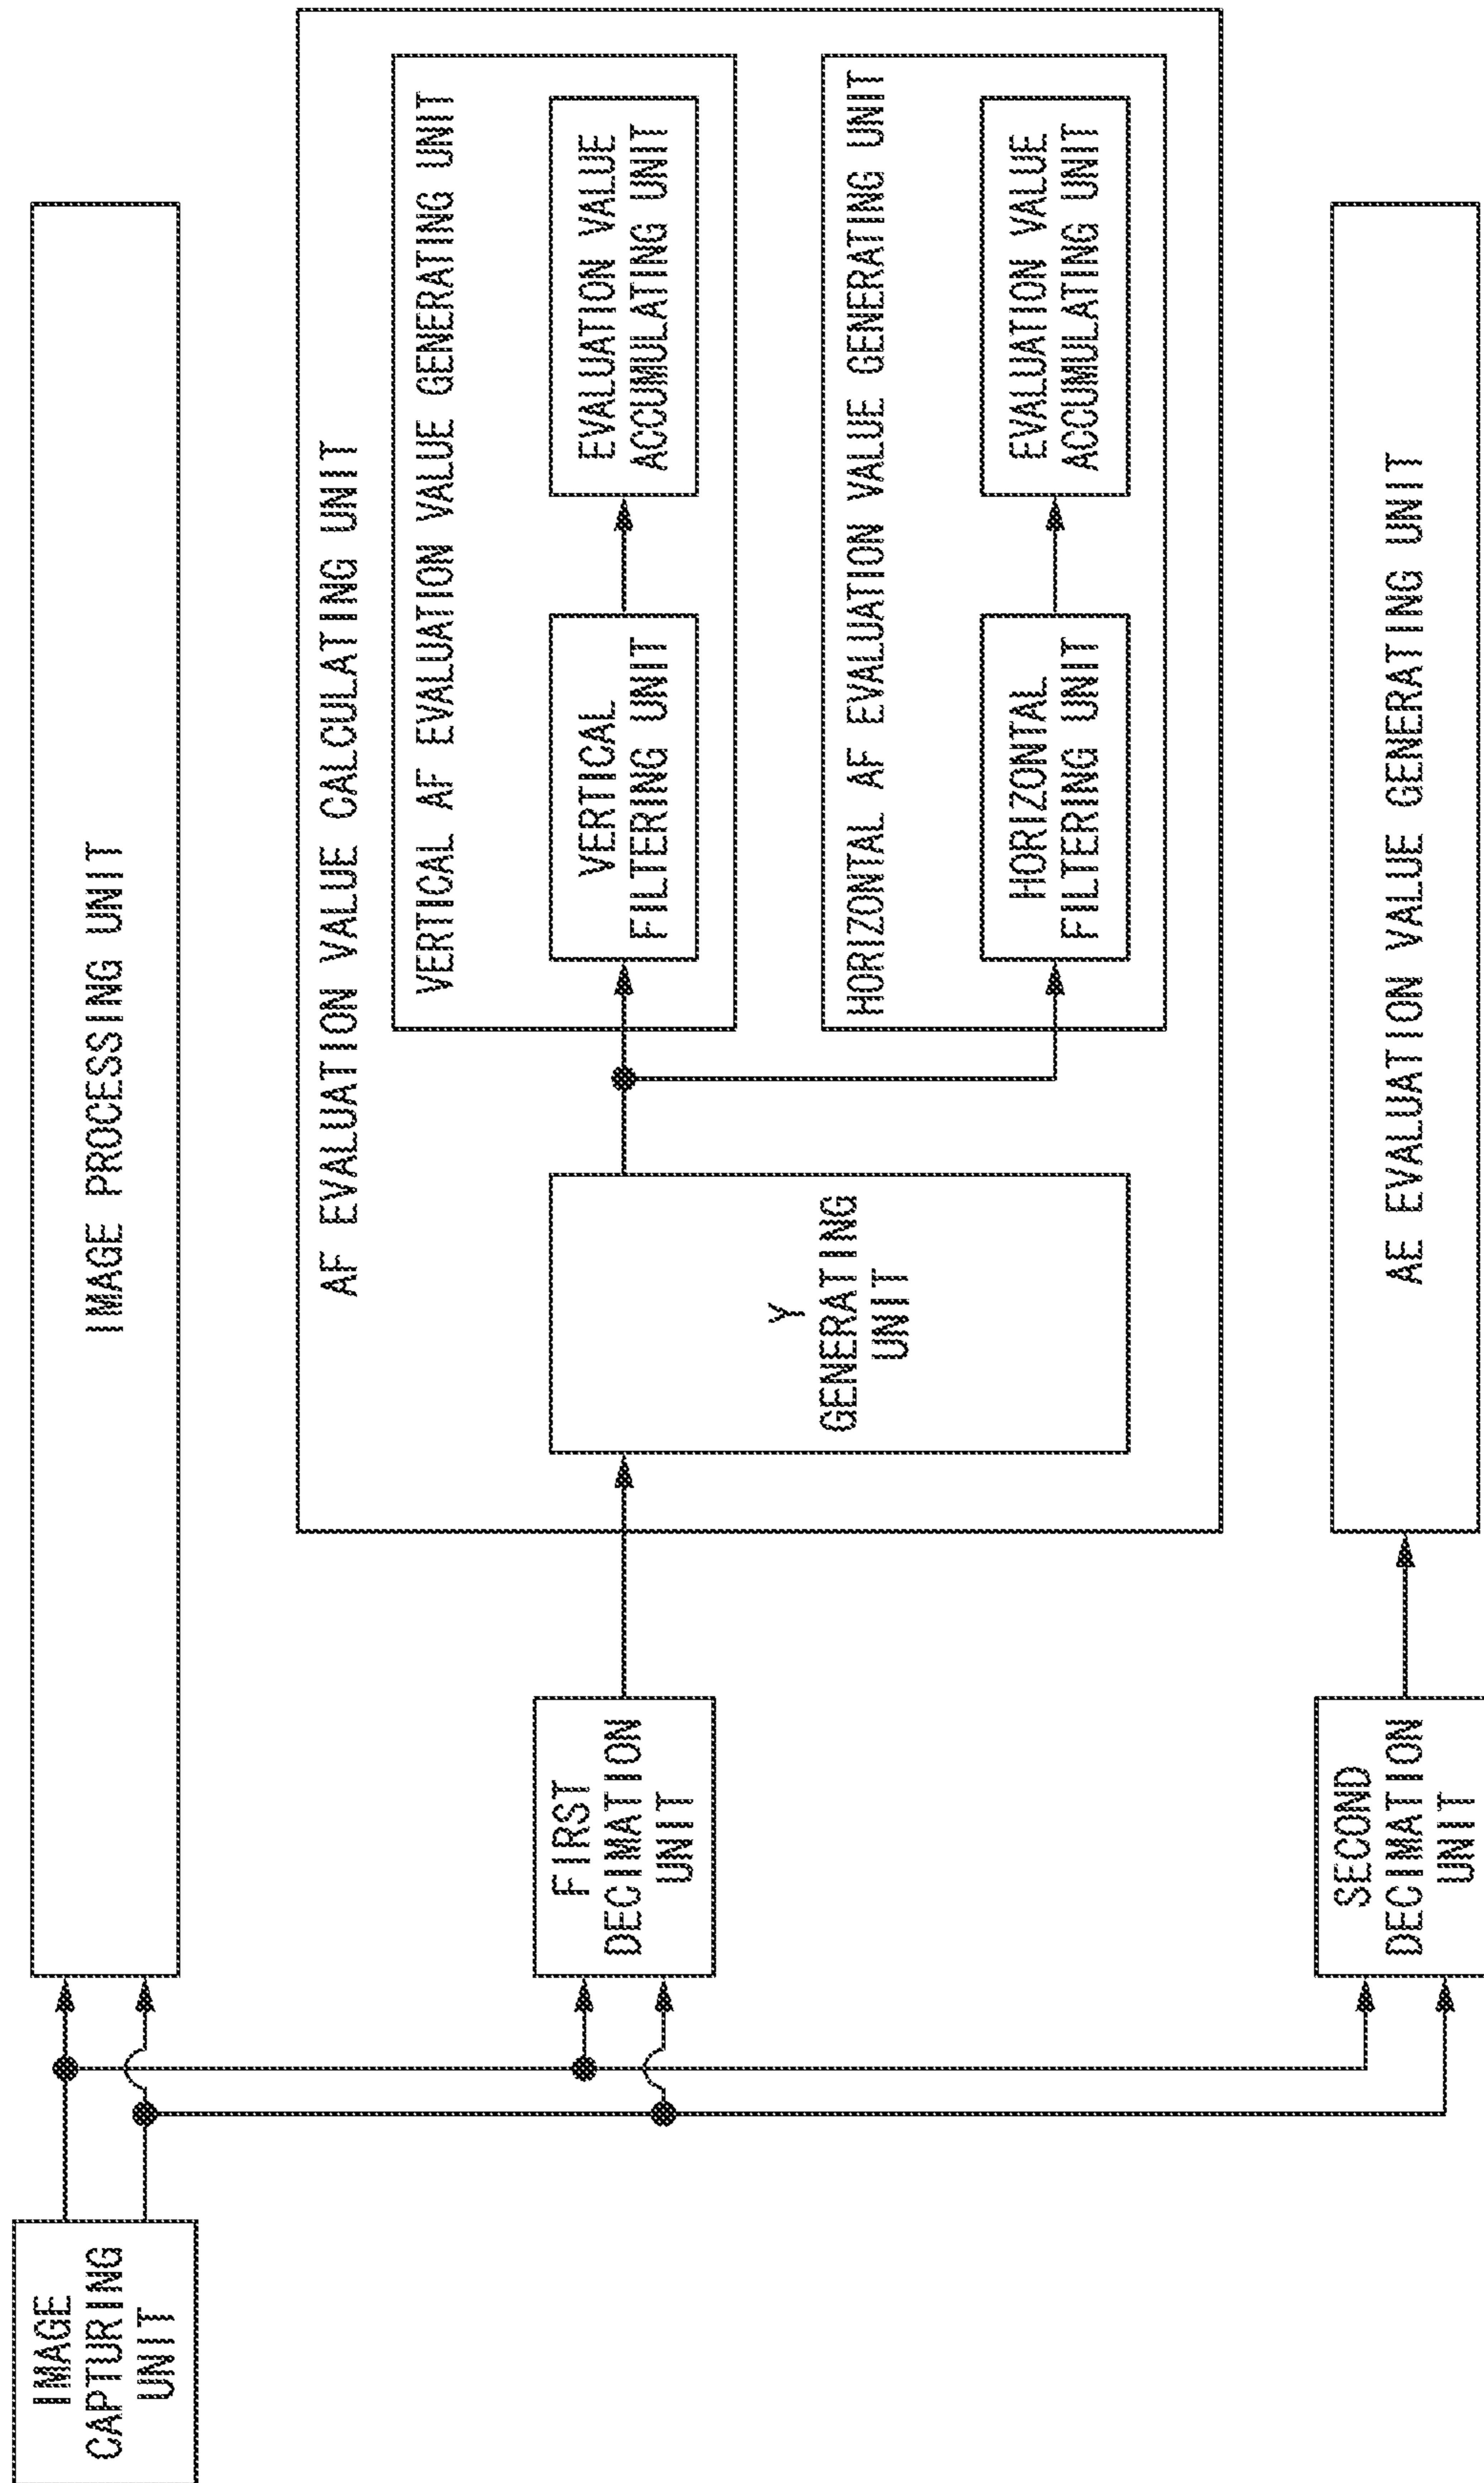 IMAGE
CAPTURING
UNIT
IMAGE PROCESSING UNIT
FIRST
DECIMATION
UNIT
AF EVALUATION VALUE CALCULATING UNIT
Y
GENERATING
UNIT
VERTICAL AF EVALUATION VALUE GENERATING UNIT
VERTICAL
FILTERING UNIT
EVALUATION VALUE
ACCUMULATING UNIT
HORIZONTAL AF EVALUATION VALUE GENERATING UNIT
HORIZONTAL
FILTERING UNIT
EVALUATION VALUE
ACCUMULATING UNIT
SECOND
DECIMATION
UNIT
AE EVALUATION VALUE GENERATING UNIT